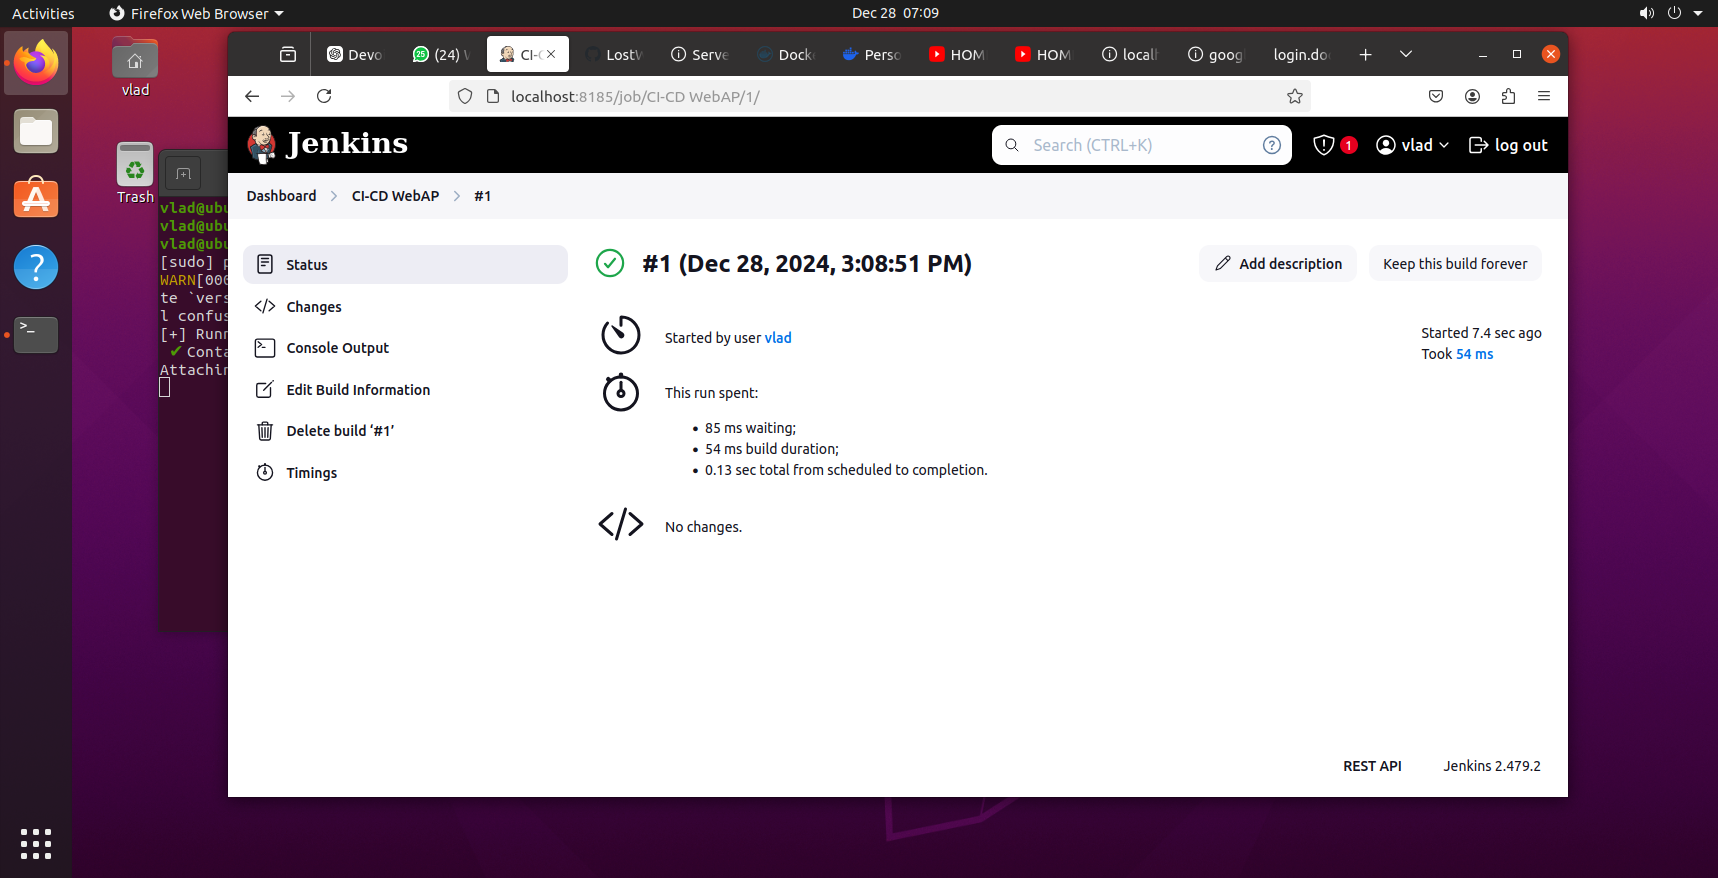 Activities
Firefox Web Browser
Dec 28 07:09
vlad
Trash
vlad@ubu
vlad@ubu
vlad@ubu
[sudo] p
WARN[000
te `vers
l confus
[+] Runn
✔ Conta
Attachin
>_
?
Devo
25
(24) W
CI-C
LostW
Serve
Docke
Perso
HOM
HOM
local
goog
login.do
localhost:8185/job/CI-CD WebAP/1/
Jenkins
Search (CTRL+K)
?
1
vlad
log out
Dashboard
CI-CD WebAP
#1
Status
Changes
Console Output
Edit Build Information
Delete build ‘#1’
Timings
#1 (Dec 28, 2024, 3:08:51 PM)
Add description
Keep this build forever
Started by user vlad
Started 7.4 sec ago
Took 54 ms
This run spent:
• 85 ms waiting;
• 54 ms build duration;
• 0.13 sec total from scheduled to completion.
No changes.
REST API
Jenkins 2.479.2